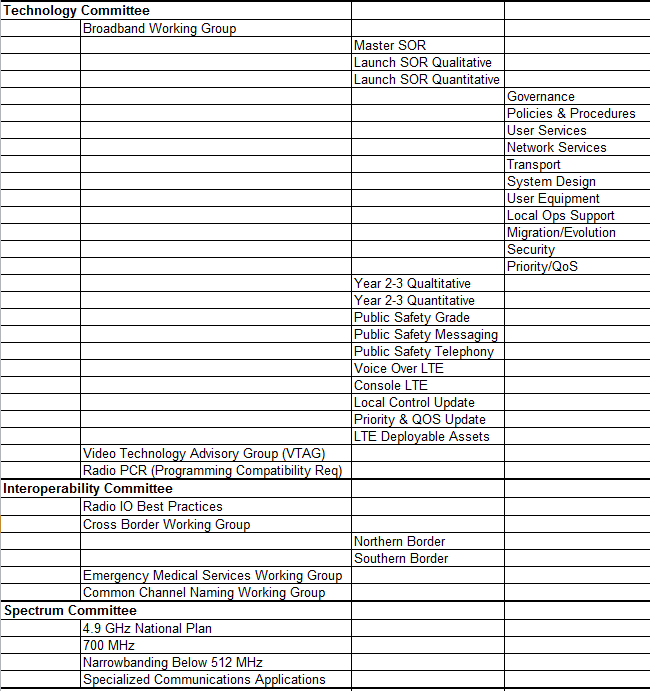 Technology Committee
Broadband Working Group
Master SOR
Launch SOR Qualitative
Launch SOR Quantitative
Governance
Policies & Procedures
User Services
Network Services
Transport
System Design
User Equipment
Local Ops Support
Migration/Evolution
Security
Priority/QoS
Year 2-3 Qualtitative
Year 2-3 Quantitative
Public Safety Grade
Public Safety Messaging
Public Safety Telephony
Voice Over LTE
Console LTE
Local Control Update
Priority & QOS Update
LTE Deployable Assets
Video Technology Advisory Group (VTAG)
Radio PCR (Programming Compatibility Req)
Interoperability Committee
Radio IO Best Practices
Cross Border Working Group
Northern Border
Southern Border
Emergency Medical Services Working Group
Common Channel Naming Working Group
Spectrum Committee
4.9 GHz National Plan
700 MHz
Narrowbanding Below 512 MHz
Specialized Communications Applications